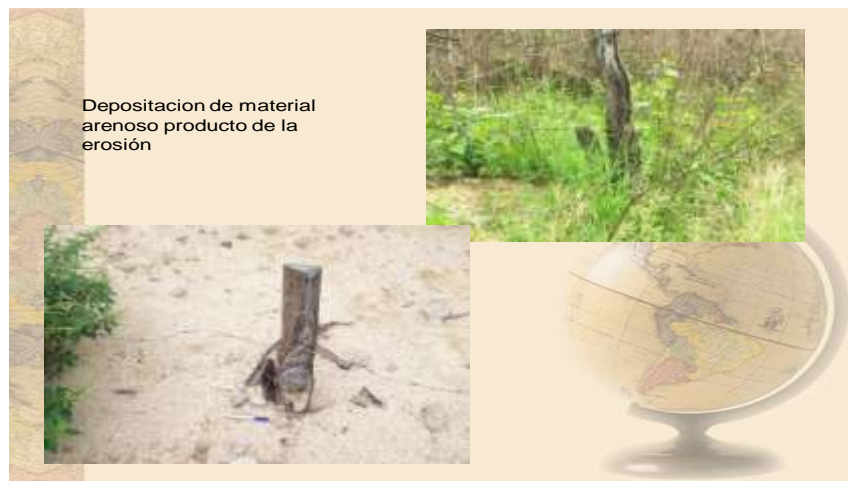 Depositacion de material
arenoso producto de la
erosión